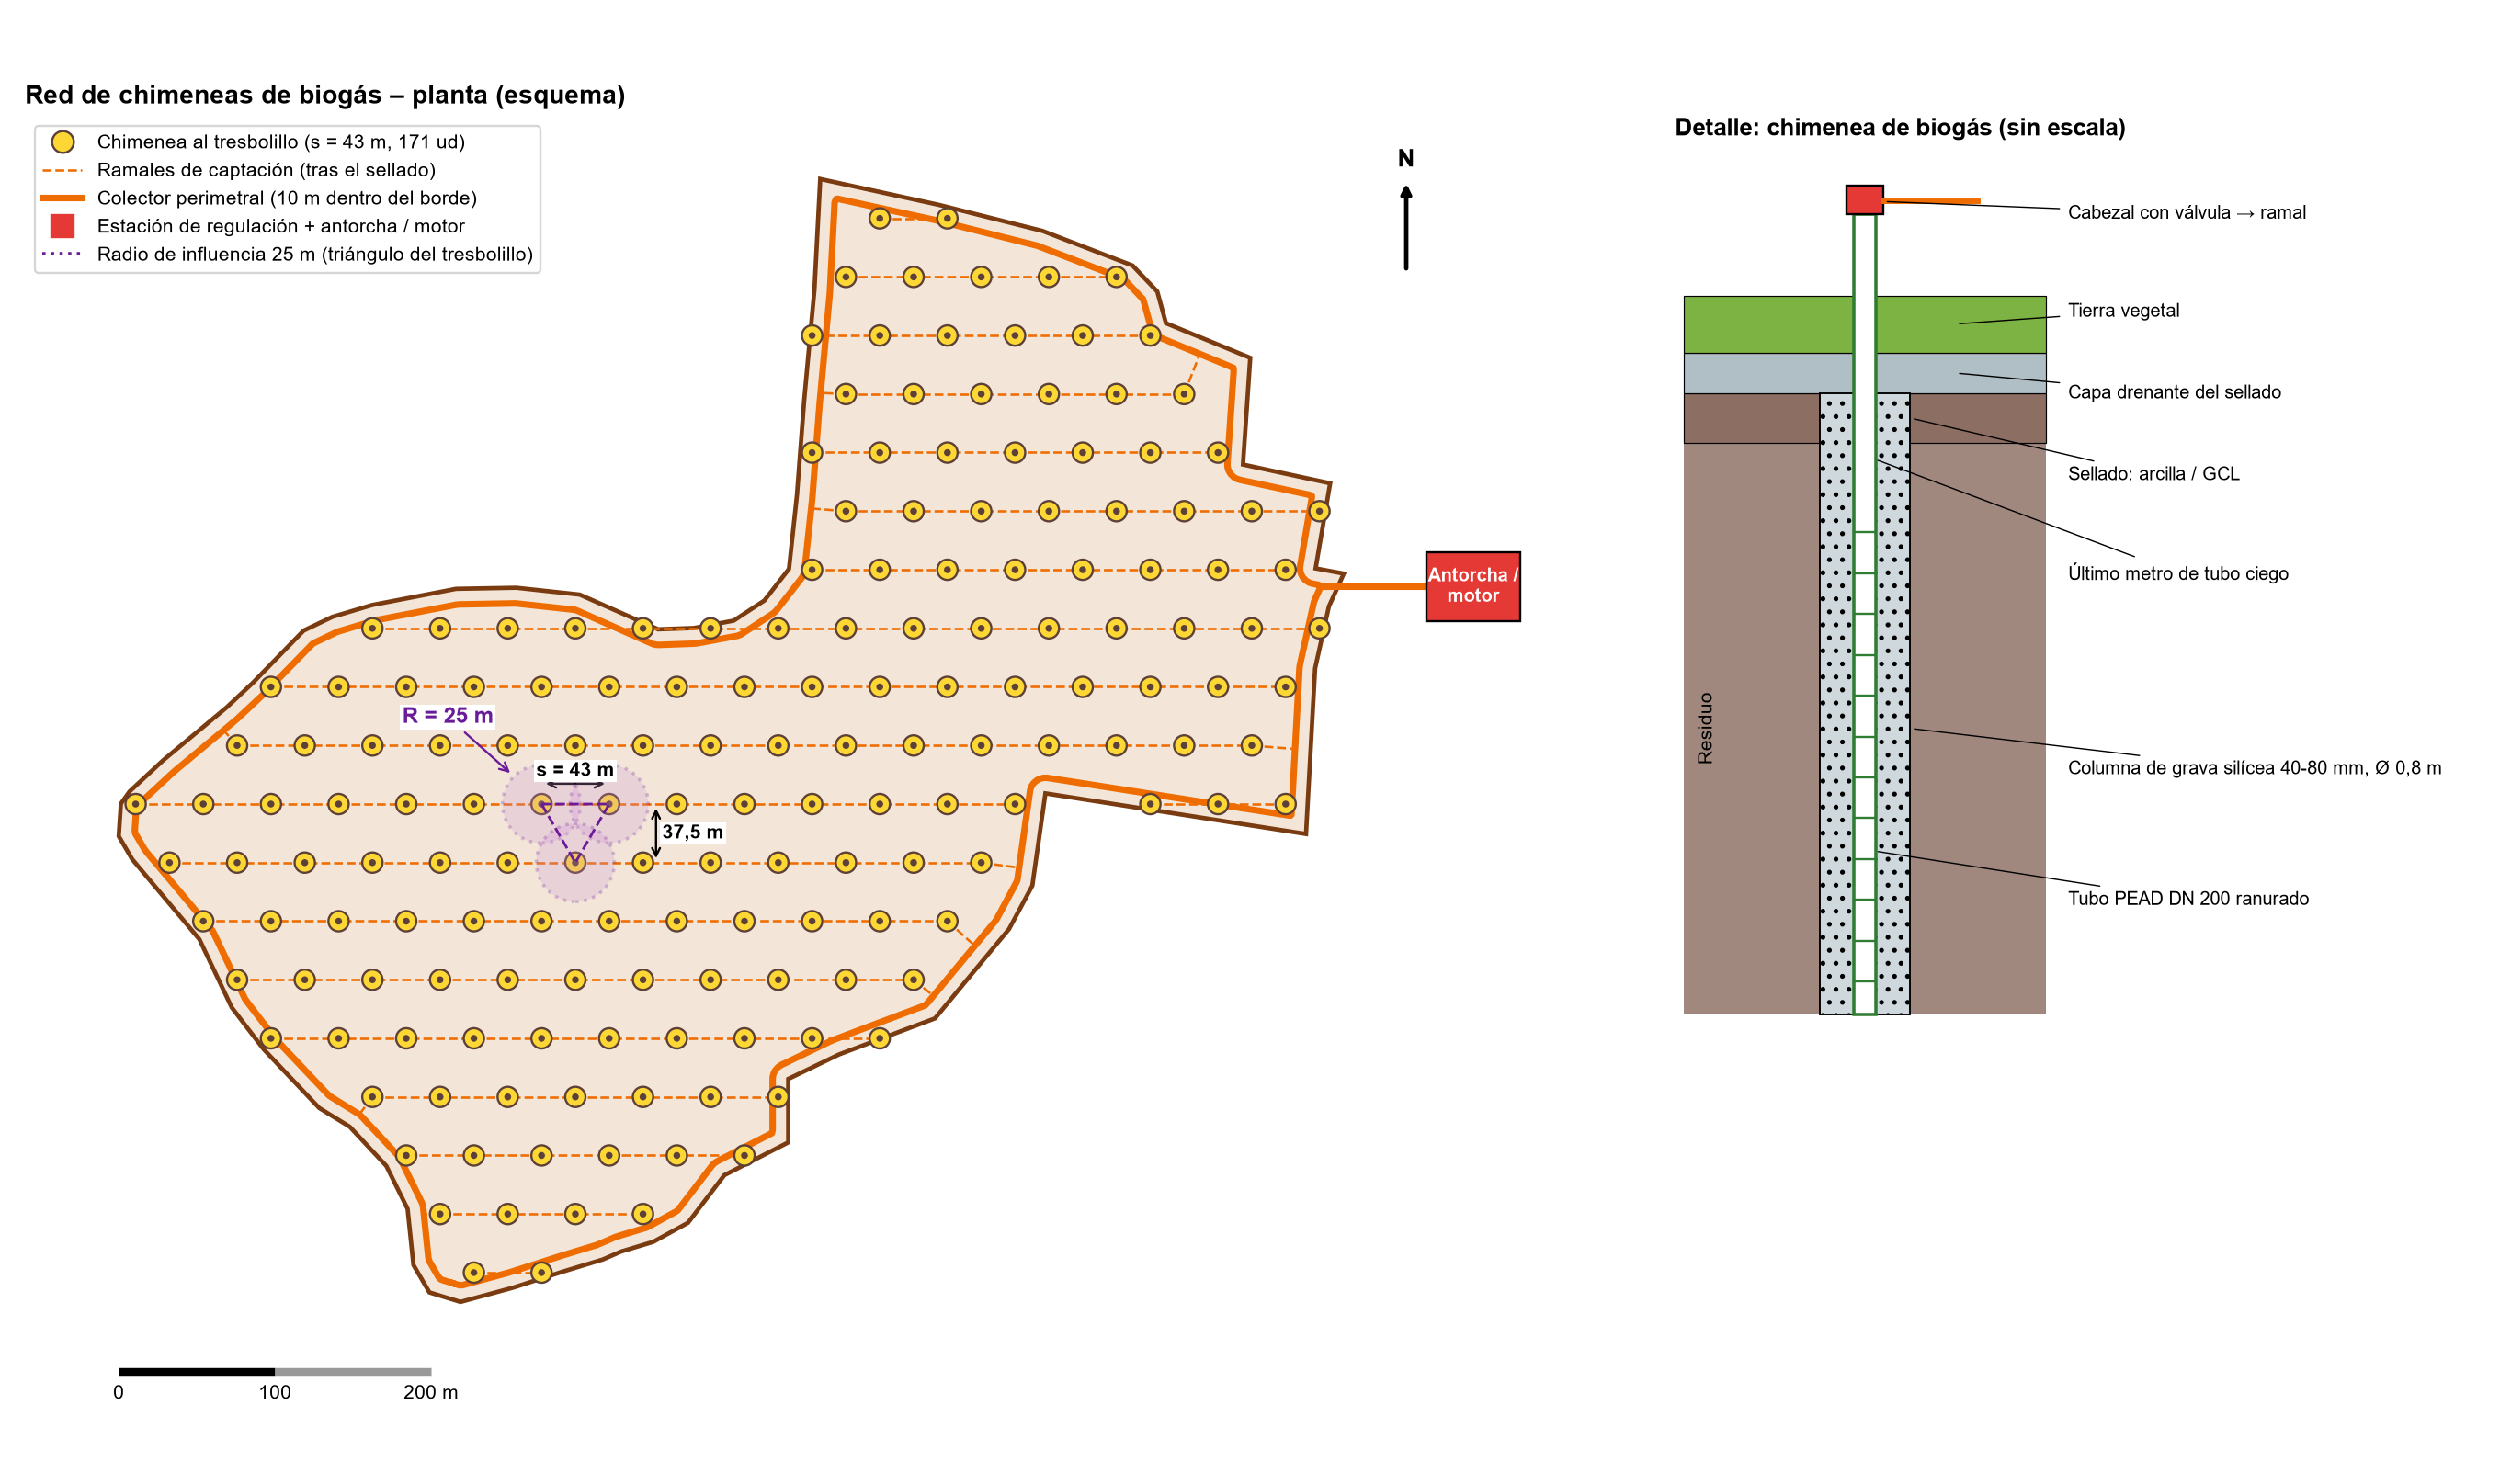 Red de chimeneas de biogás – planta (esquema)
Chimenea al tresbolillo (s = 43 m, 171 ud)
Ramales de captación (tras el sellado)
Colector perimetral (10 m dentro del borde)
Estación de regulación + antorcha / motor
Radio de influencia 25 m (triángulo del tresbolillo)
N
Antorcha /
motor
R = 25 m
s = 43 m
37,5 m
0
100
200 m
Detalle: chimenea de biogás (sin escala)
Cabezal con válvula → ramal
Tierra vegetal
Capa drenante del sellado
Sellado: arcilla / GCL
Último metro de tubo ciego
Residuo
Columna de grava silícea 40-80 mm, Ø 0,8 m
Tubo PEAD DN 200 ranurado